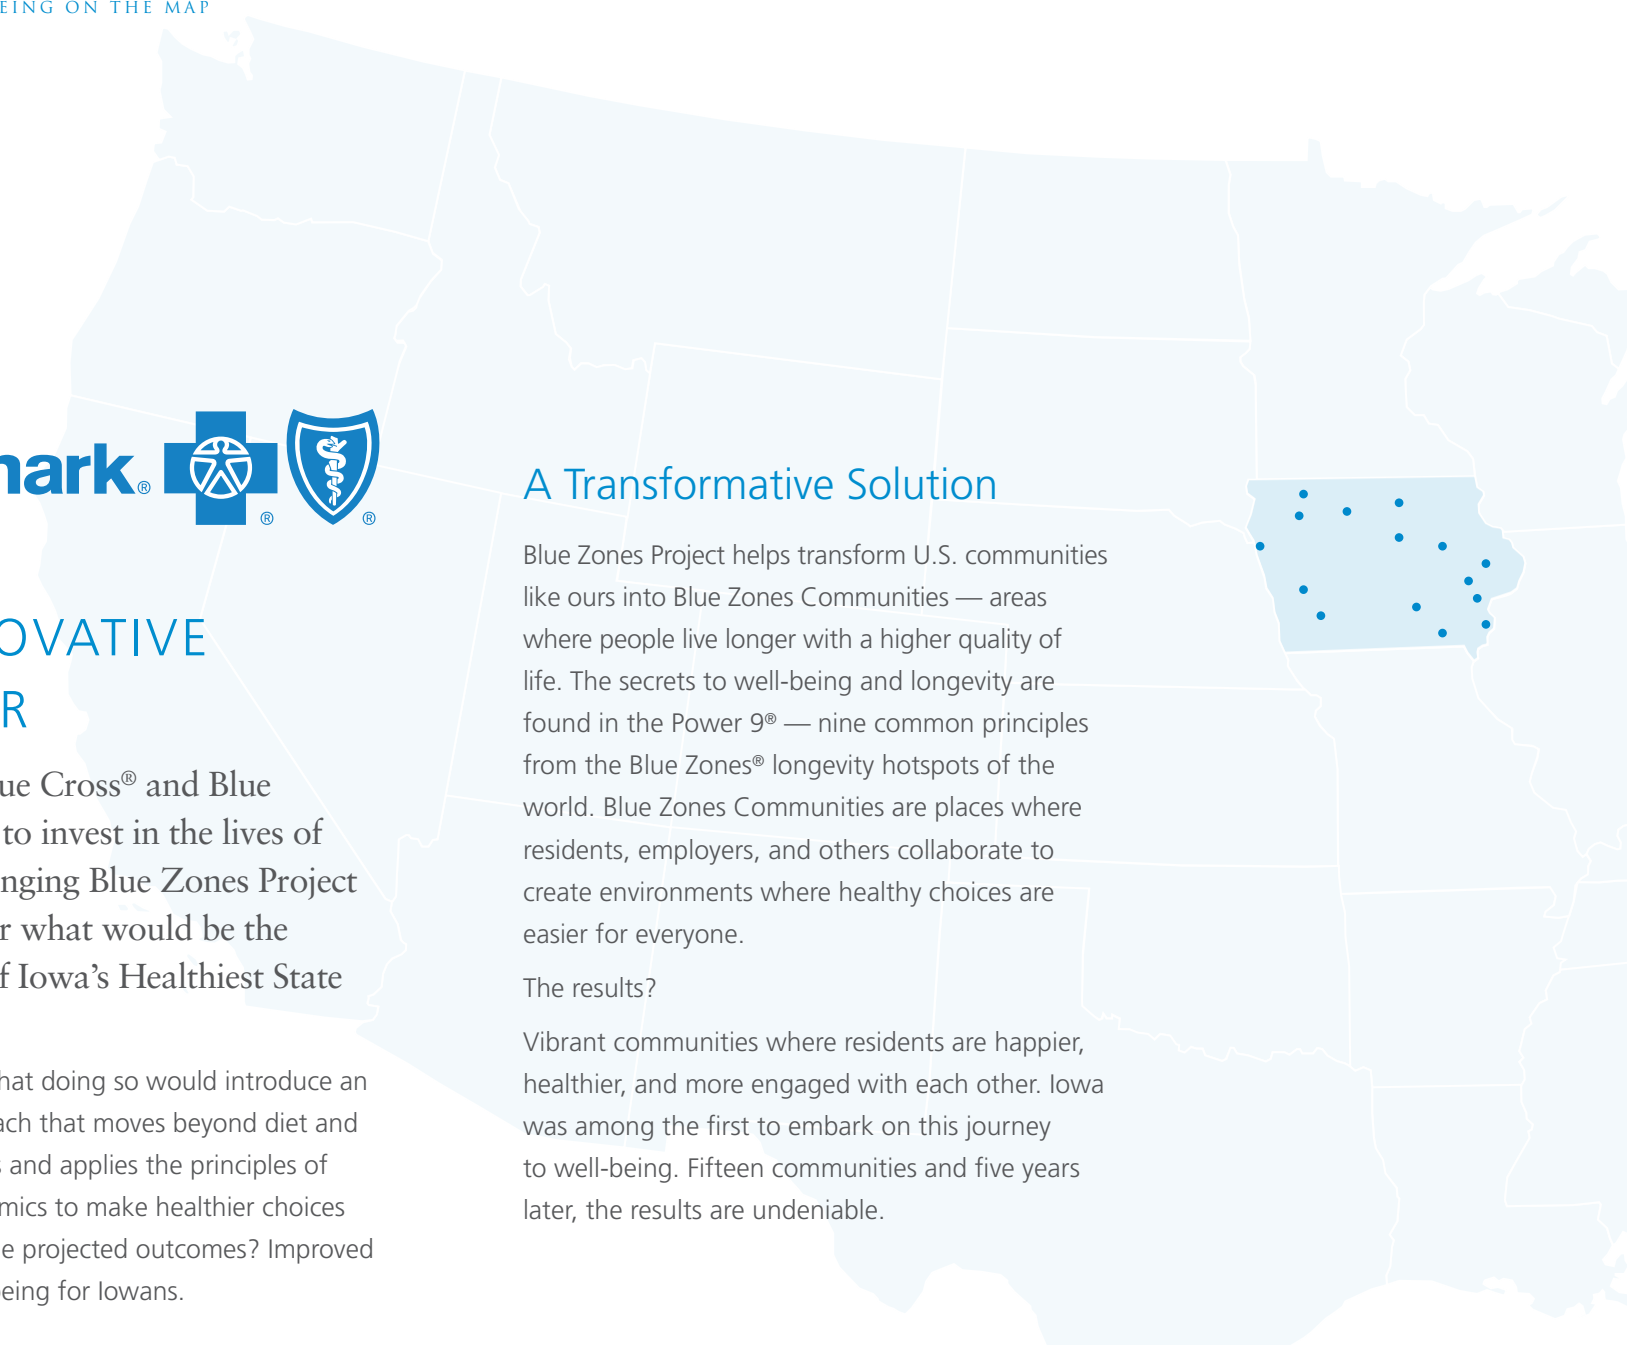 EING ON THE MAP
mark®
®
®
OVATIVE
R
ue Cross® and Blue
to invest in the lives of
nging Blue Zones Project
r what would be the
f Iowa’s Healthiest State
hat doing so would introduce an
ach that moves beyond diet and
s and applies the principles of
mics to make healthier choices
e projected outcomes? Improved
eing for Iowans.
A Transformative Solution
Blue Zones Project helps transform U.S. communities
like ours into Blue Zones Communities — areas
where people live longer with a higher quality of
life. The secrets to well-being and longevity are
found in the Power 9® — nine common principles
from the Blue Zones® longevity hotspots of the
world. Blue Zones Communities are places where
residents, employers, and others collaborate to
create environments where healthy choices are
easier for everyone.
The results?
Vibrant communities where residents are happier,
healthier, and more engaged with each other. Iowa
was among the first to embark on this journey
to well-being. Fifteen communities and five years
later, the results are undeniable.